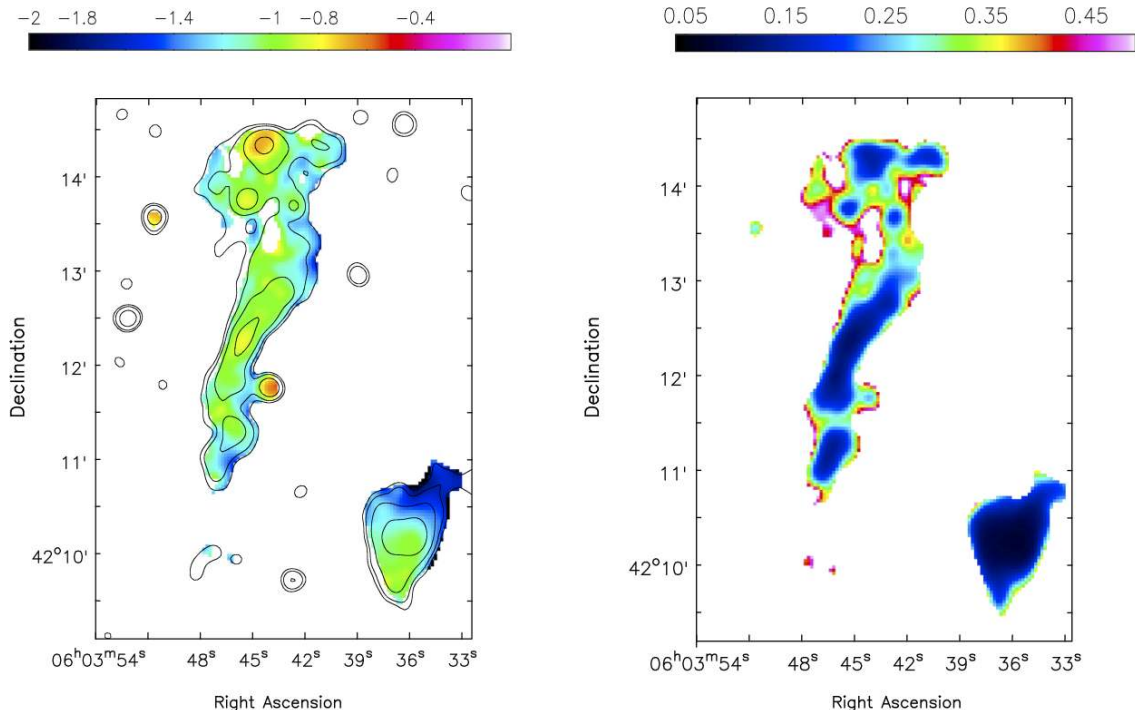 -2 -1.8 -1.4 -1 -0.8 -0.4
0.05 0.15 0.25 0.35 0.45
14'
13'
12'
11'
42°10'
Declination
06ʰ03ᵐ54ˢ 48ˢ 45ˢ 42ˢ 39ˢ 36ˢ 33ˢ
Right Ascension
14'
13'
12'
11'
42°10'
Declination
06ʰ03ᵐ54ˢ 48ˢ 45ˢ 42ˢ 39ˢ 36ˢ 33ˢ
Right Ascension